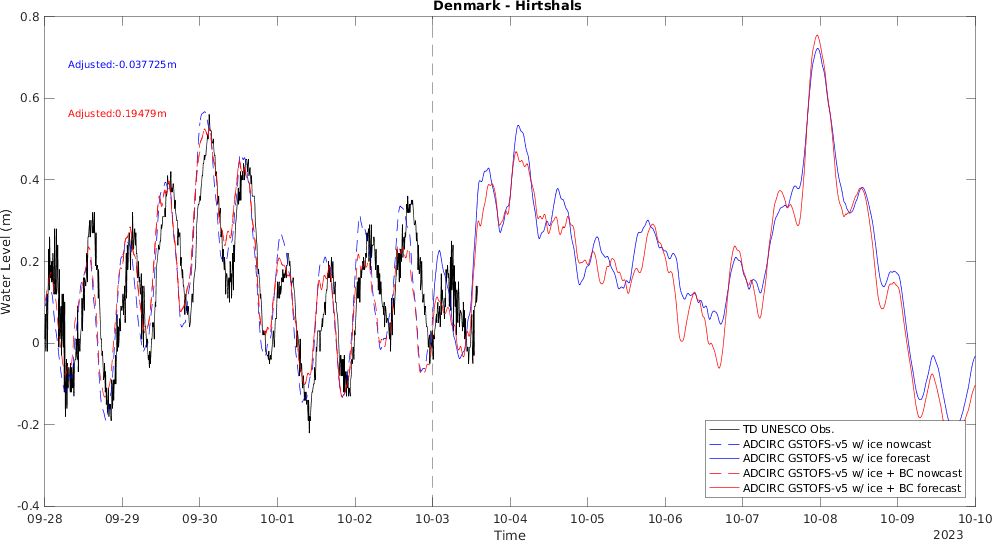 Denmark - Hirtshals
Adjusted:-0.037725m
Adjusted:0.19479m
Water Level (m)
0.8
0.6
0.4
0.2
0
-0.2
-0.4
TD UNESCO Obs.
ADCIRC GSTOFS-v5 w/ ice nowcast
ADCIRC GSTOFS-v5 w/ ice forecast
ADCIRC GSTOFS-v5 w/ ice + BC nowcast
ADCIRC GSTOFS-v5 w/ ice + BC forecast
09-28 09-29 09-30 10-01 10-02 10-03 10-04 10-05 10-06 10-07 10-08 10-09 10-10
Time
2023